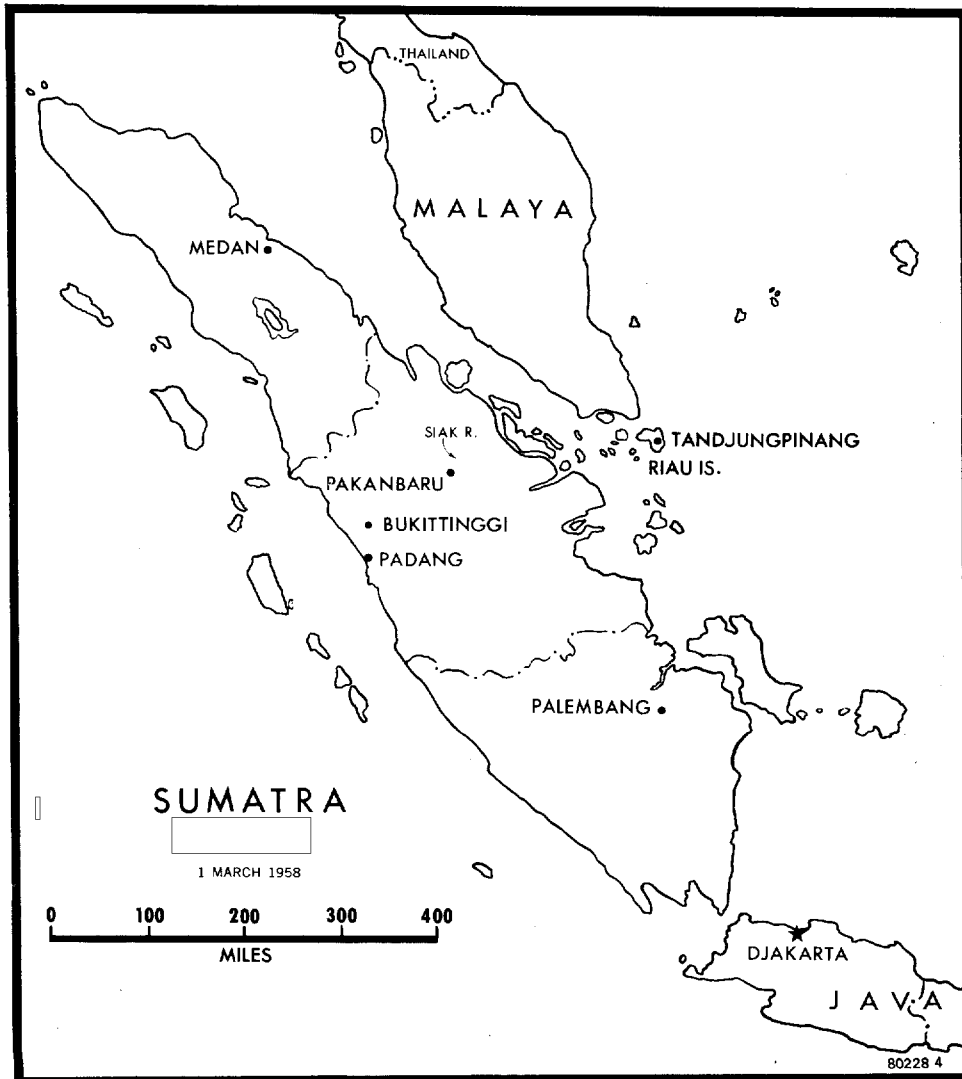 THAILAND
MALAYA
MEDAN
SIAK R.
TANDJUNGPINANG
RIAU IS.
PAKANBARU
BUKITTINGGI
PADANG
PALEMBANG
SUMATRA
1 MARCH 1958
0 100 200 300 400
MILES
DJAKARTA
JAVA
80228 4